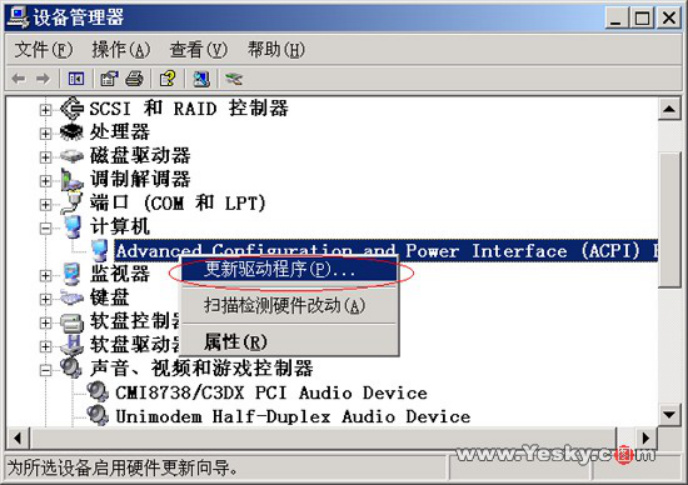 设备管理器
文件(F) 操作(A) 查看(V) 帮助(H)
SCSI 和 RAID 控制器
处理器
磁盘驱动器
调制解调器
端口 (COM 和 LPT)
计算机
Advanced Configuration and Power Interface (ACPI)
更新驱动程序(P)...
监视器
键盘
扫描检测硬件改动(A)
软盘控制
属性(R)
软盘驱动
声音、视频和游戏控制器
CMI8738/C3DX PCI Audio Device
Unimodem Half-Duplex Audio Device
www.Yesky.com
为所选设备启用硬件更新向导。